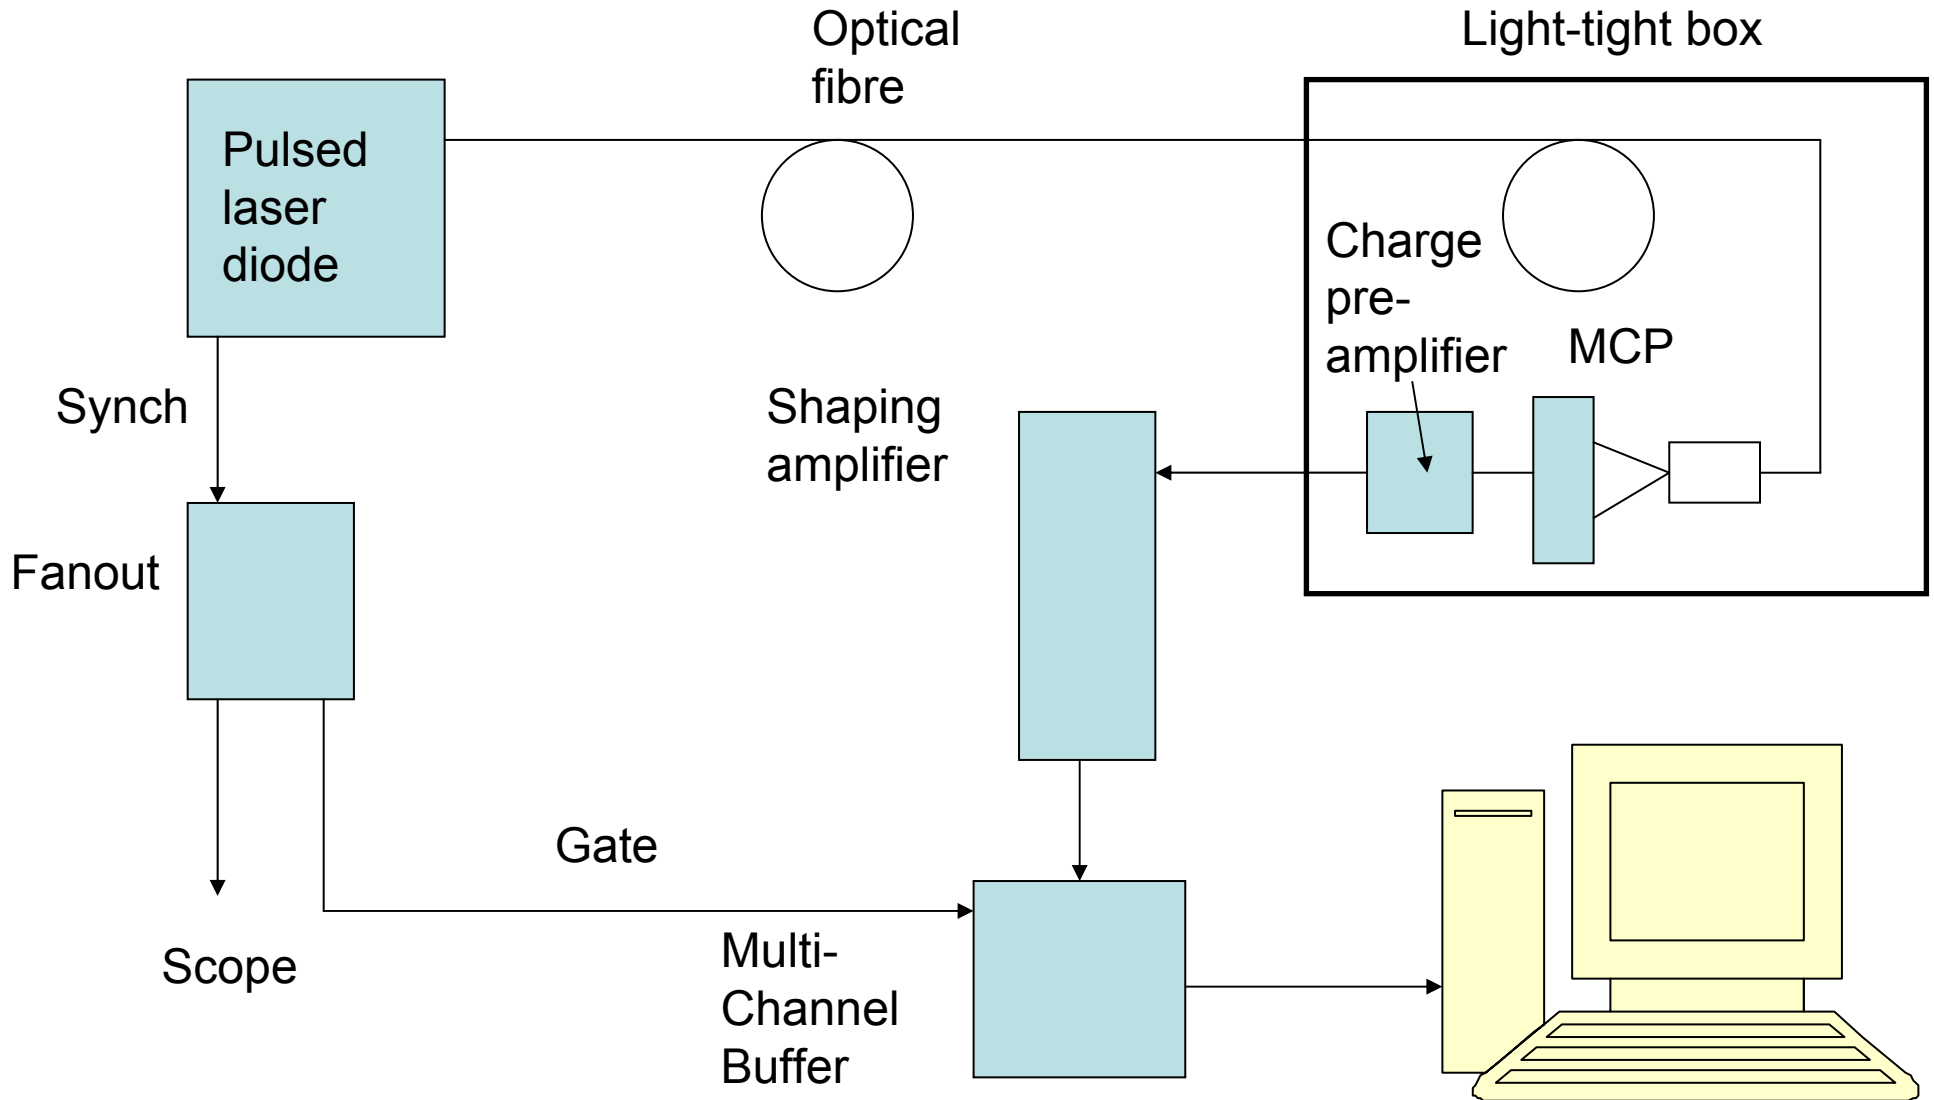 Optical
fibre
Light-tight box
Pulsed
laser
diode
Charge
pre-
amplifier
MCP
Synch
Shaping
amplifier
Fanout
Gate
Scope
Multi-
Channel
Buffer